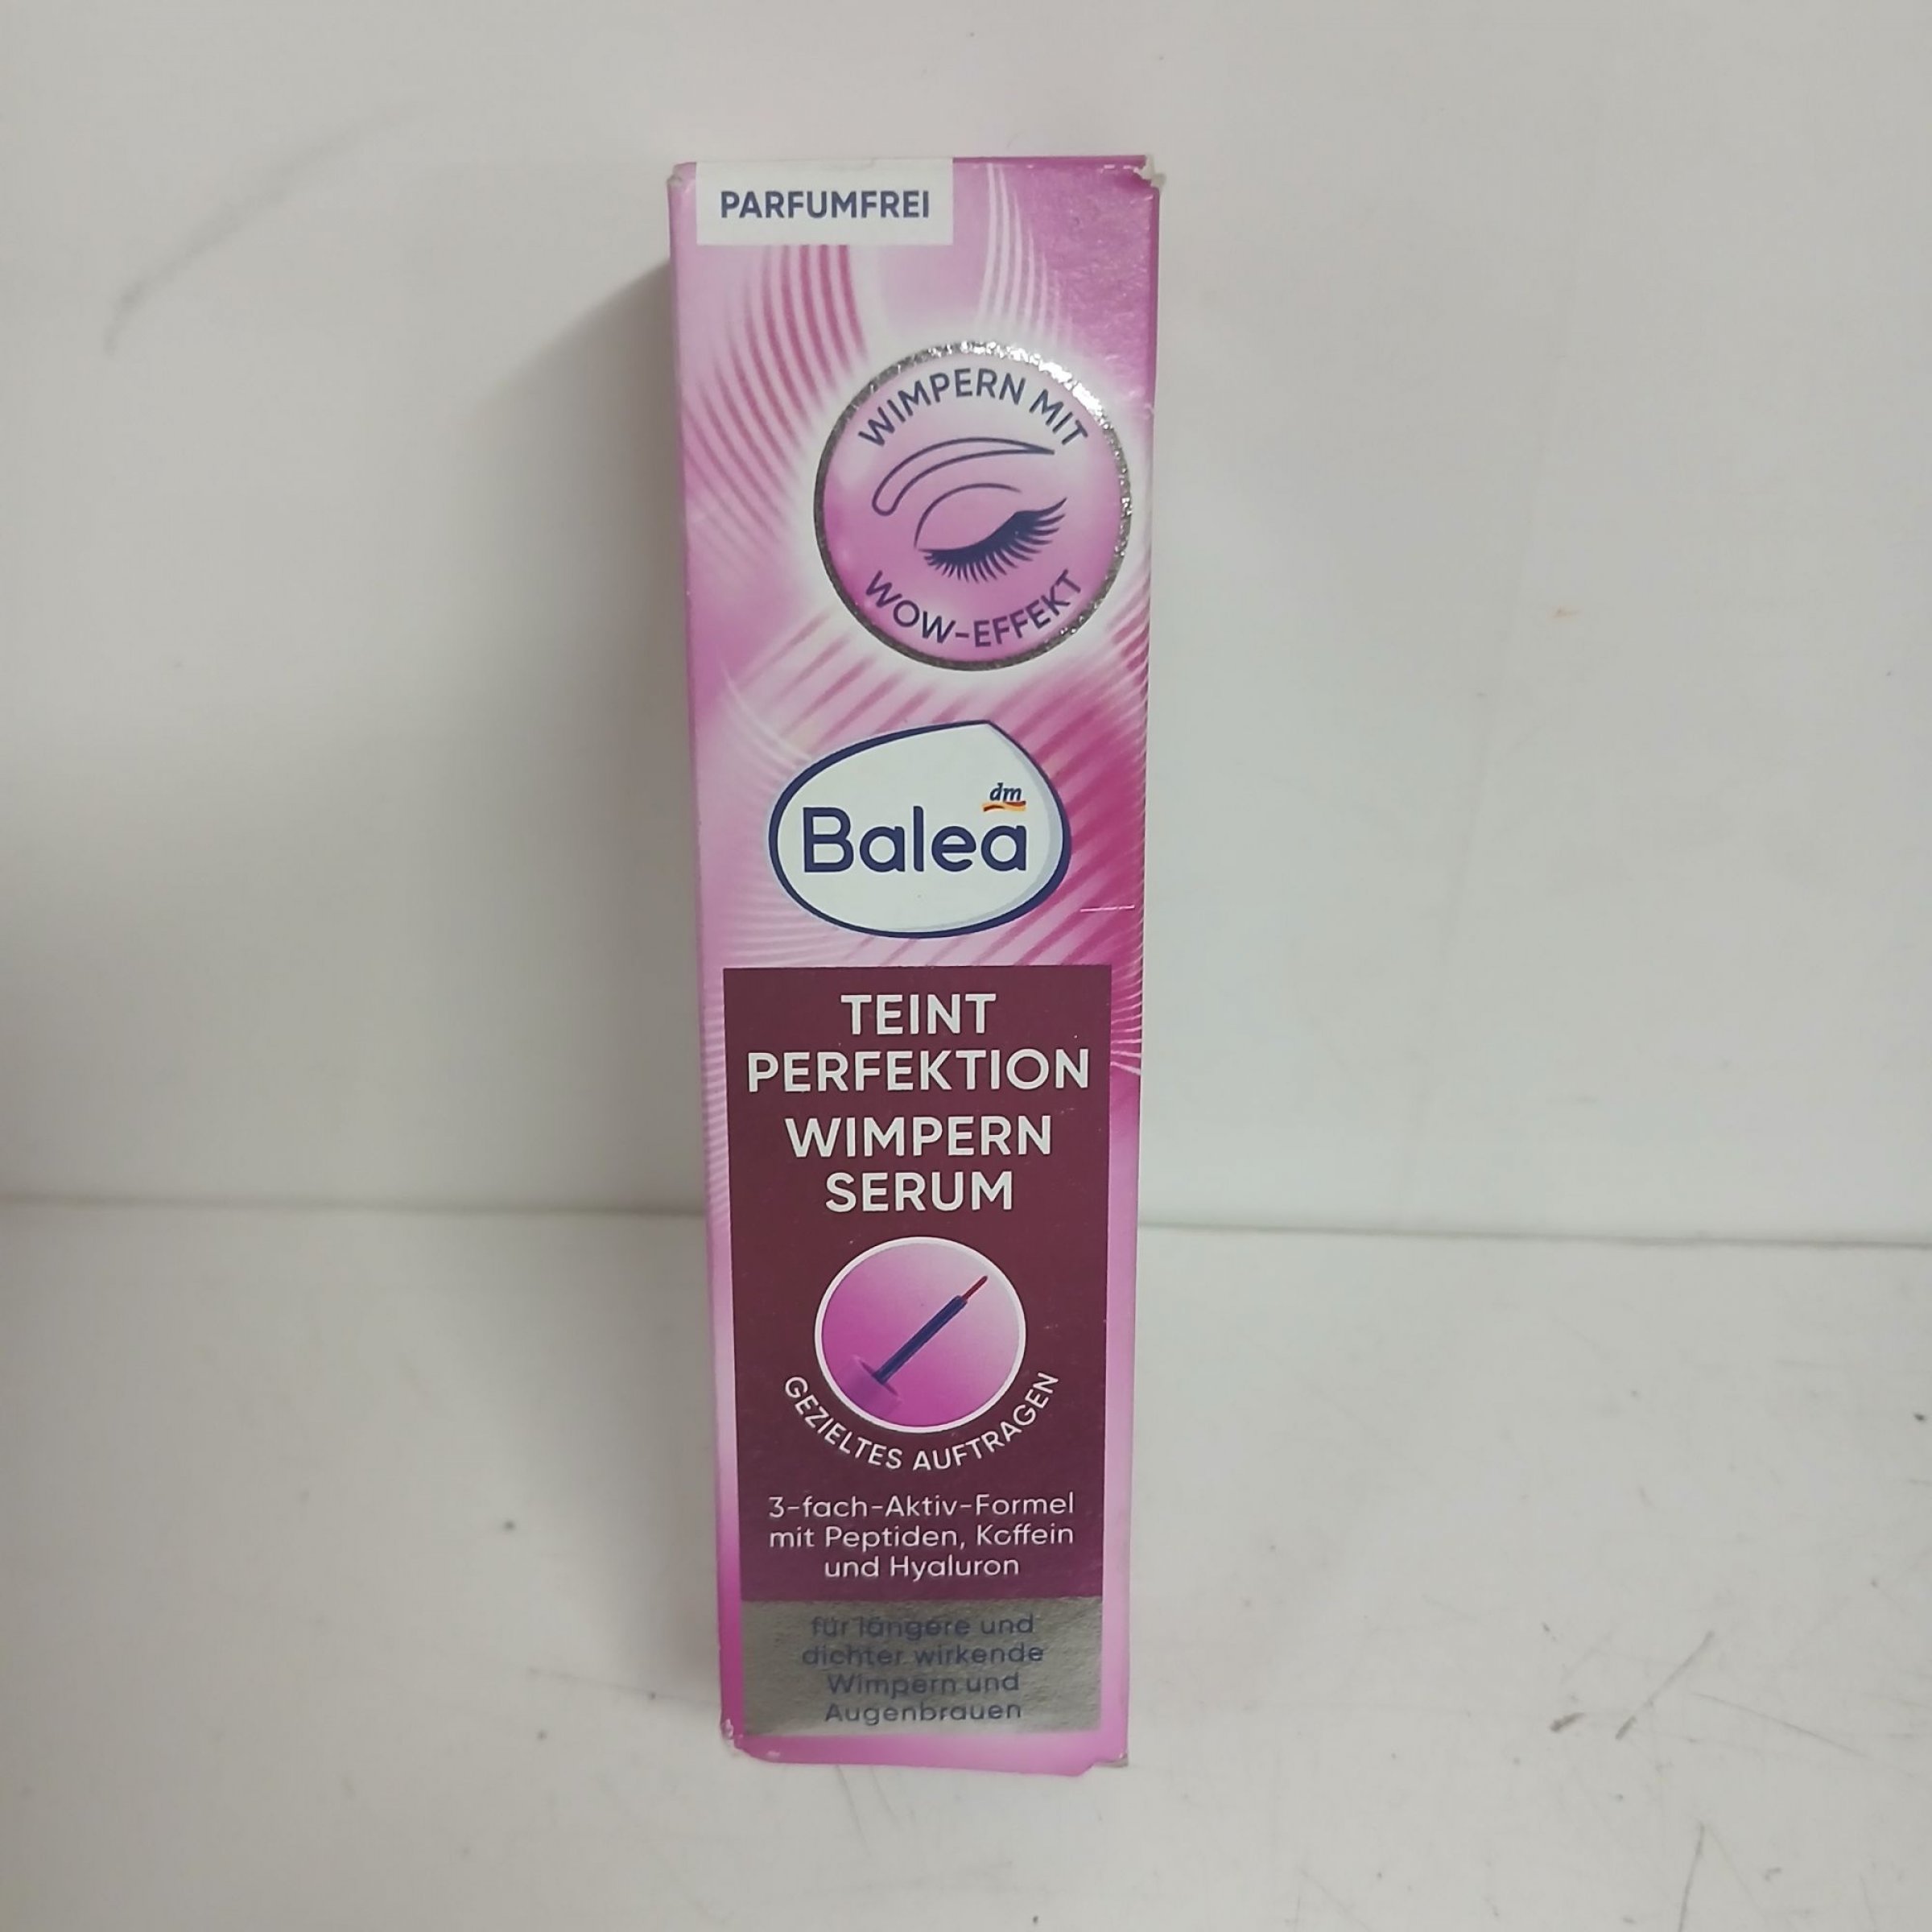 PARFUMFREI
WIMPERN MIT
WOW-EFFEKT
dm
Balea
TEINT
PERFEKTION
WIMPERN
SERUM
GEZIELTES AUFTRAGEN
3-fach-Aktiv-Formel
mit Peptiden, Koffein
und Hyaluron
für längere und
dichter wirkende
Wimpern und
Augenbrauen